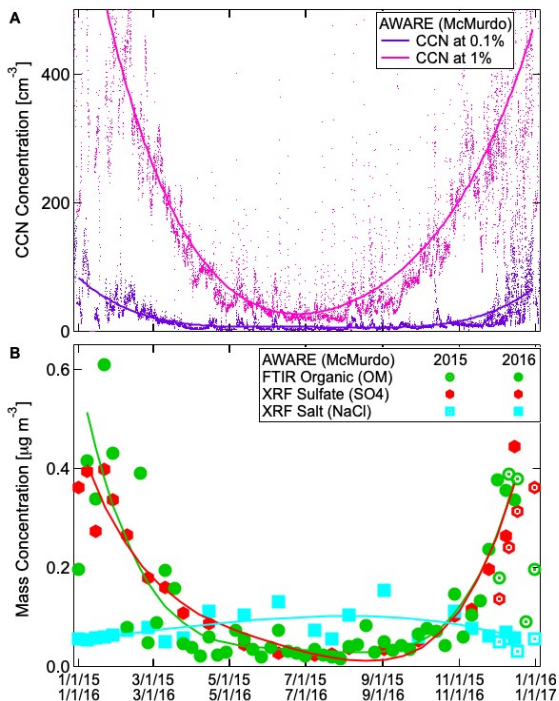 A
AWARE (McMurdo)
CCN at 0.1%
CCN at 1%
CCN Concentration [cm⁻³]
400
200
0
B
AWARE (McMurdo) 2015 2016
FTIR Organic (OM)
XRF Sulfate (SO4)
XRF Salt (NaCl)
Mass Concentration [µg m⁻³]
0.6
0.4
0.2
0.0
1/1/15 3/1/15 5/1/15 7/1/15 9/1/15 11/1/15 1/1/16
1/1/16 3/1/16 5/1/16 7/1/16 9/1/16 11/1/16 1/1/17